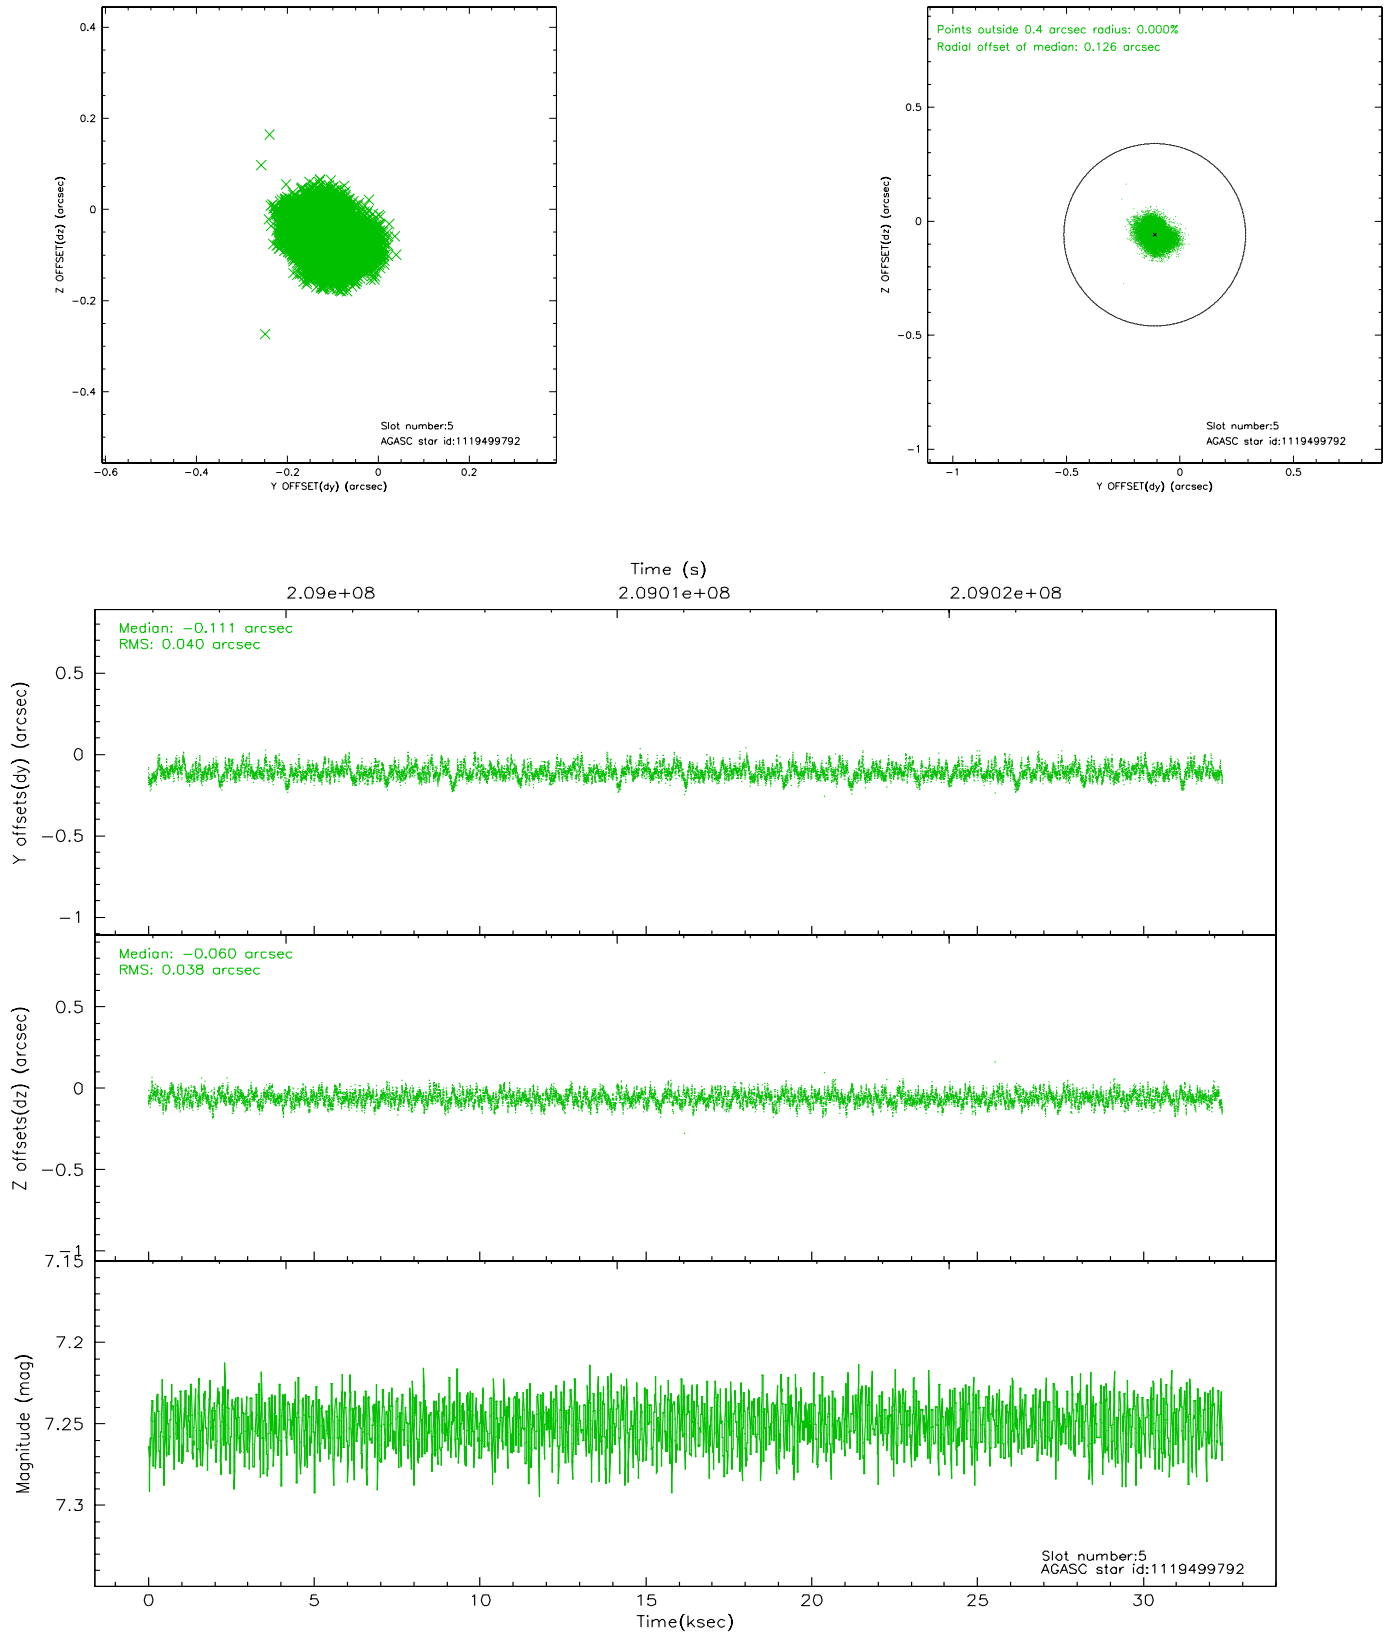 0.4
0.2
0
−0.2
−0.4
Z OFFSET(dz) (arcsec)
Slot number:5
AGASC star id:1119499792
−0.6 −0.4 −0.2 0 0.2
Y OFFSET(dy) (arcsec)
Points outside 0.4 arcsec radius: 0.000%
Radial offset of median: 0.126 arcsec
0.5
0
−0.5
−1
Z OFFSET(dz) (arcsec)
Slot number:5
AGASC star id:1119499792
−1 −0.5 0 0.5
Y OFFSET(dy) (arcsec)
Time (s)
2.09e+08 2.0901e+08 2.0902e+08
Median: −0.111 arcsec
RMS: 0.040 arcsec
0.5
0
−0.5
−1
Y offsets(dy) (arcsec)
Median: −0.060 arcsec
RMS: 0.038 arcsec
0.5
0
−0.5
−1
Z offsets(dz) (arcsec)
7.15
7.2
7.25
7.3
Magnitude (mag)
Slot number:5
AGASC star id:1119499792
0 5 10 15 20 25 30
Time(ksec)